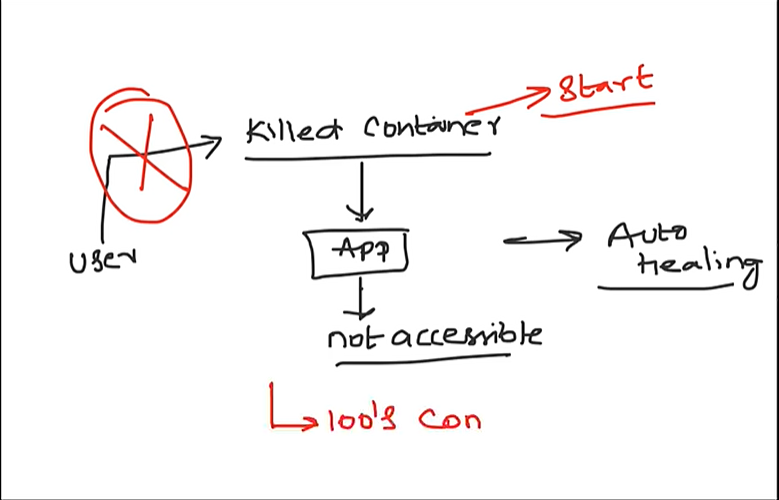 Start
Killed Container
User
App
Auto
Healing
not accessible
100's Con